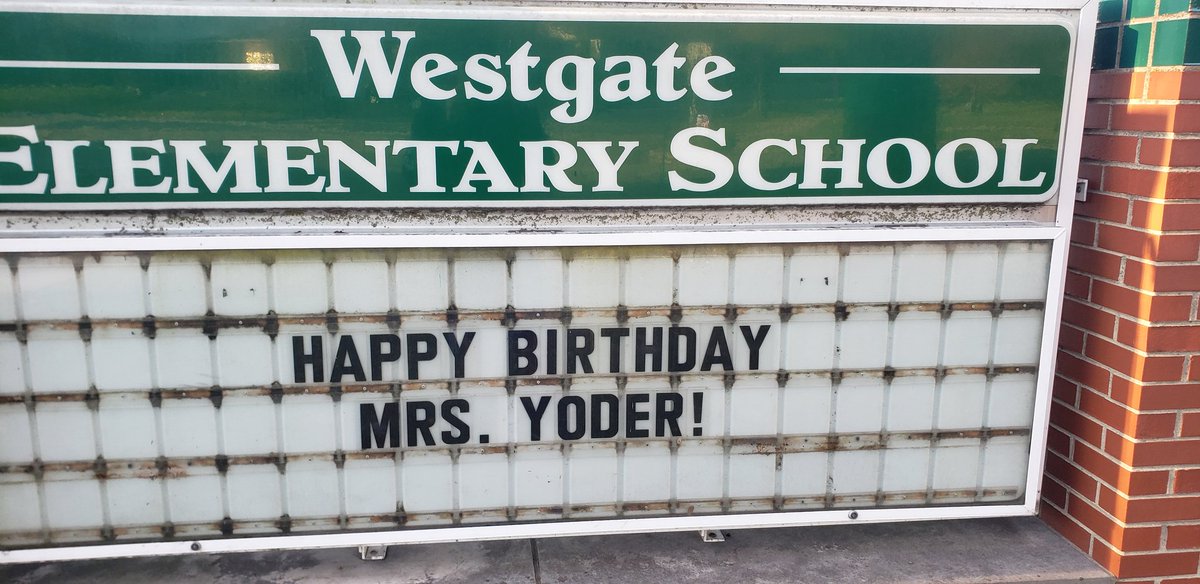 Westgate
ELEMENTARY SCHOOL
HAPPY BIRTHDAY
MRS. YODER!